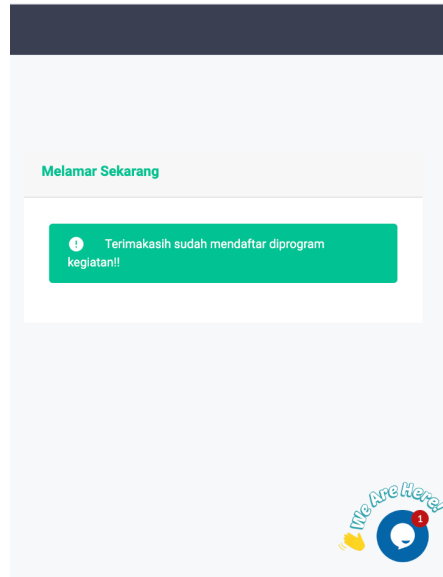 Melamar Sekarang
Terimakasih sudah mendaftar diprogram
kegiatan!!
We Are Here!
1